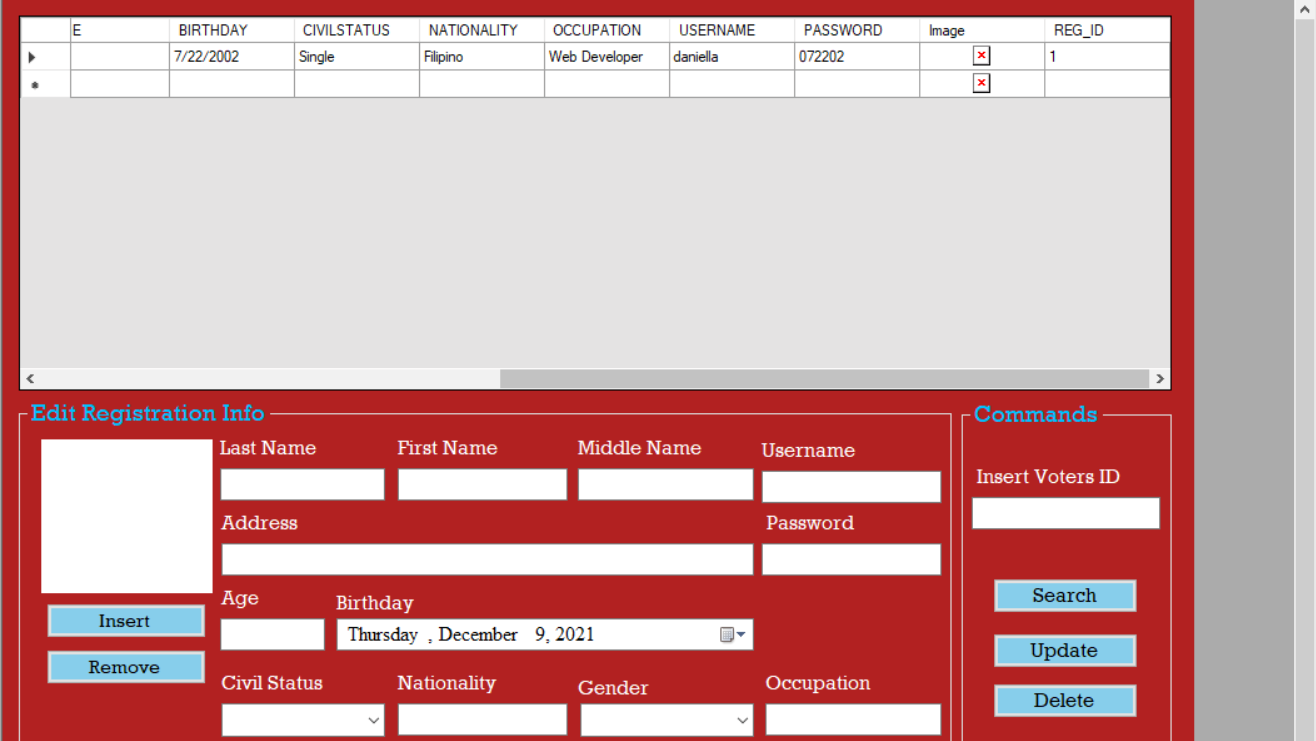 E BIRTHDAY CIVILSTATUS NATIONALITY OCCUPATION USERNAME PASSWORD Image REG_ID
7/22/2002 Single Filipino Web Developer daniella 072202 1
Edit Registration Info
Commands
Last Name First Name Middle Name Username
Insert Voters ID
Address Password
Age Birthday
Search
Insert
Thursday , December 9, 2021
Update
Remove
Civil Status Nationality Gender Occupation
Delete